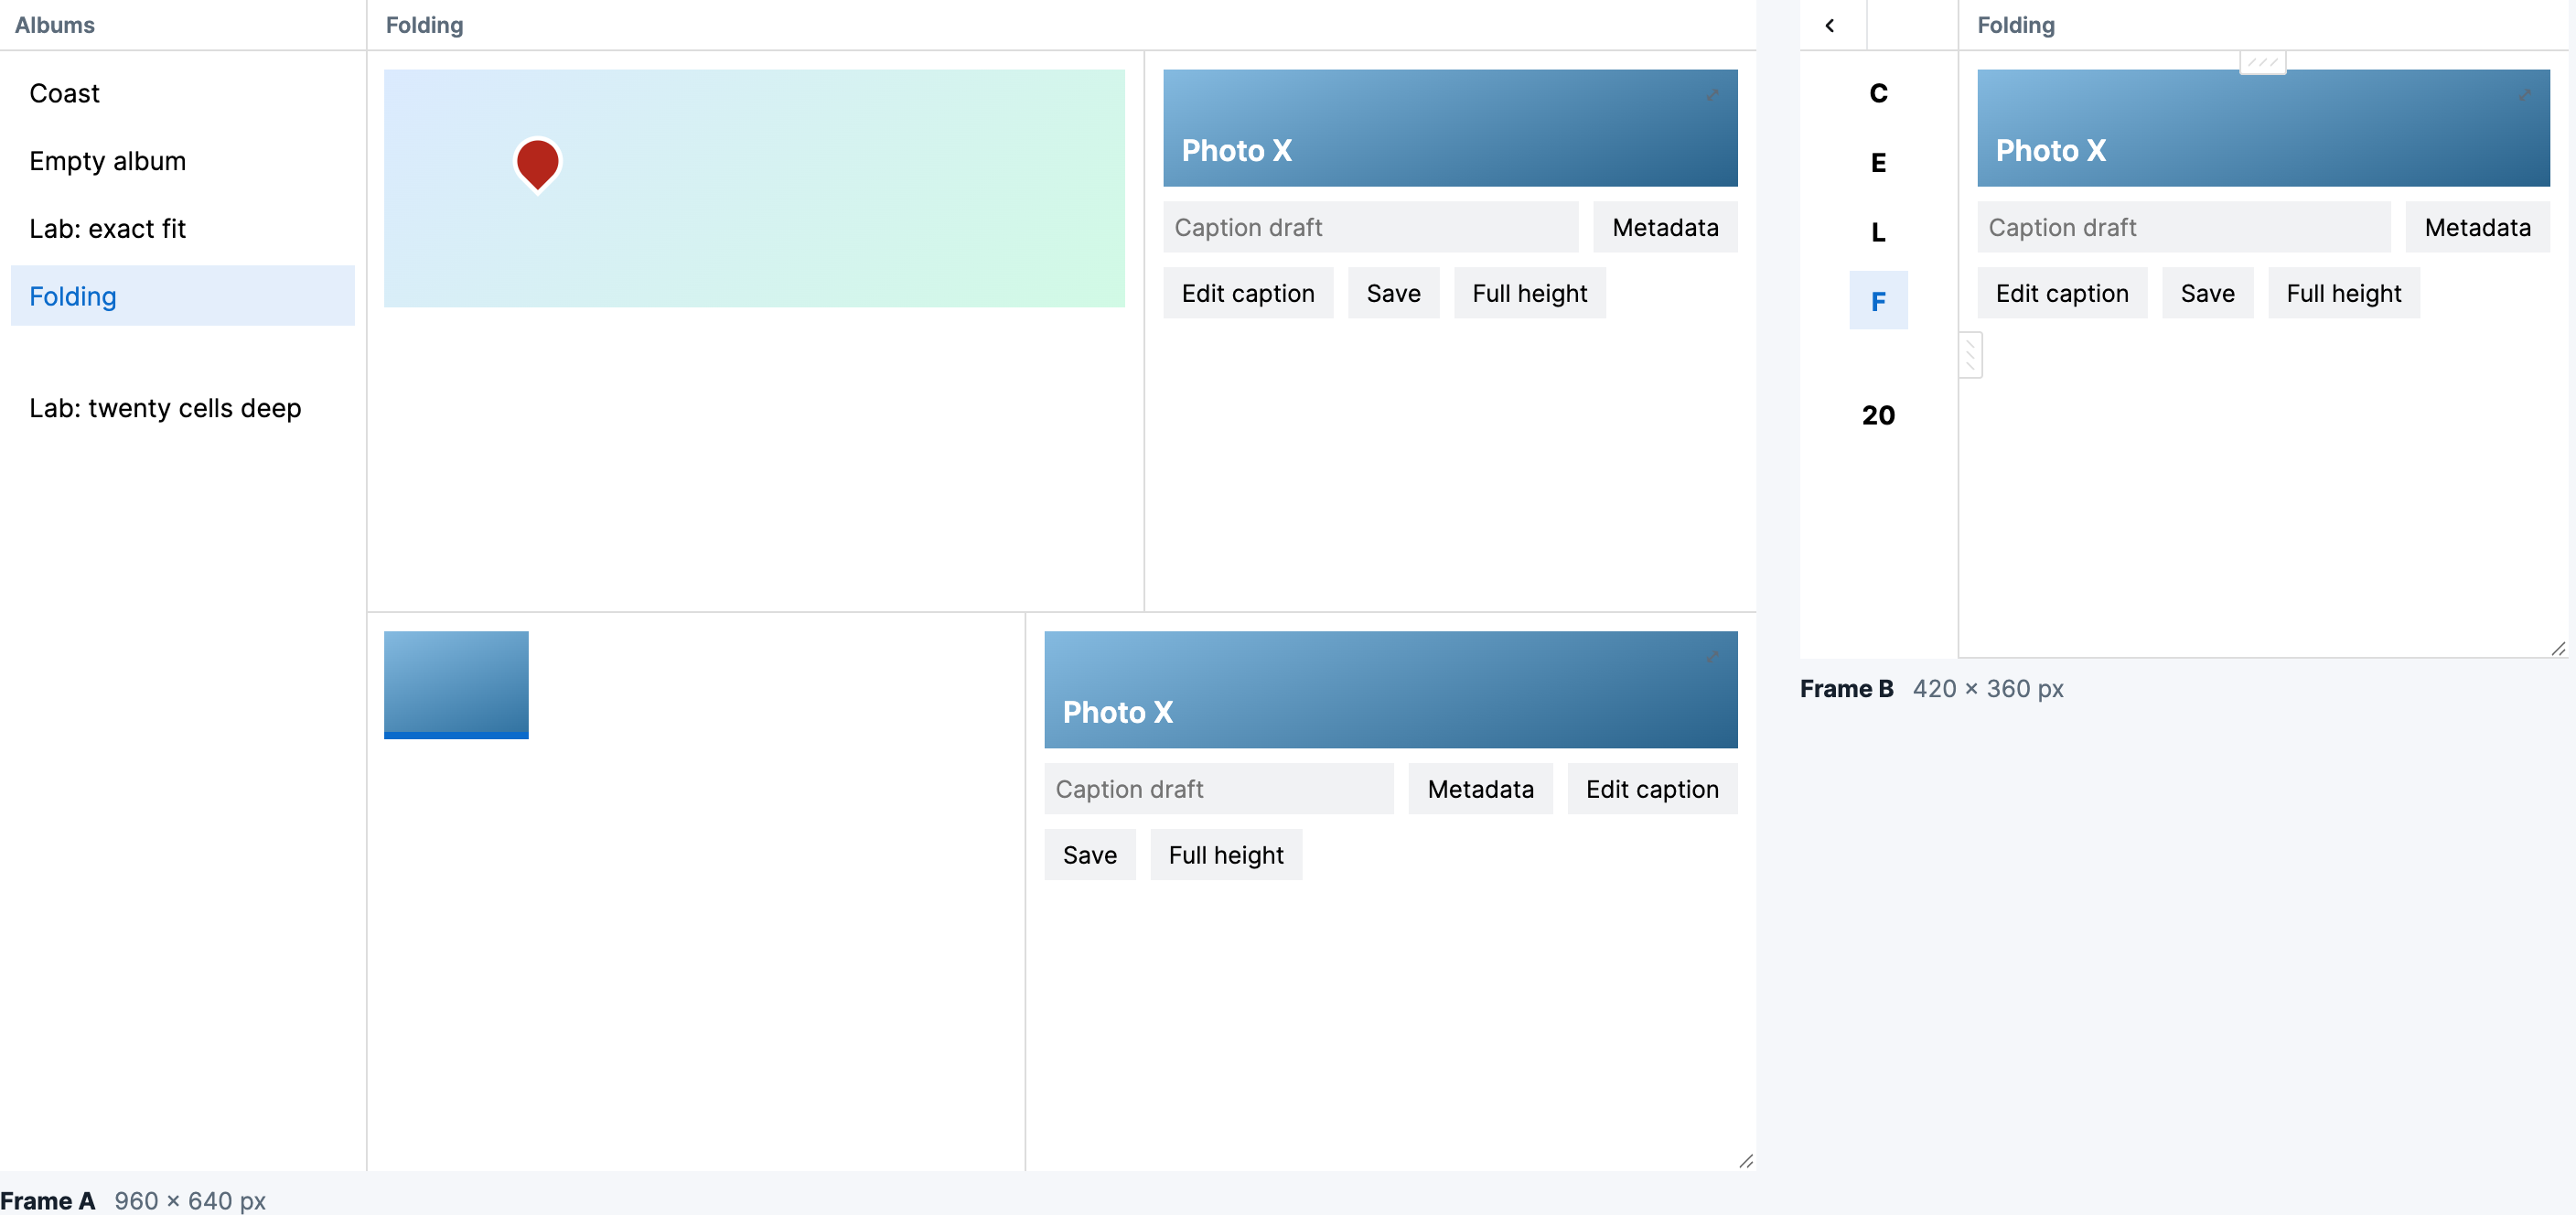 Albums
Folding
Coast
Empty album
Lab: exact fit
Folding
Lab: twenty cells deep
Photo X
Caption draft
Metadata
Edit caption
Save
Full height
Photo X
Caption draft
Metadata
Edit caption
Save
Full height
Frame A 960 × 640 px
Folding
C
E
L
F
20
Photo X
Caption draft
Metadata
Edit caption
Save
Full height
Frame B 420 × 360 px